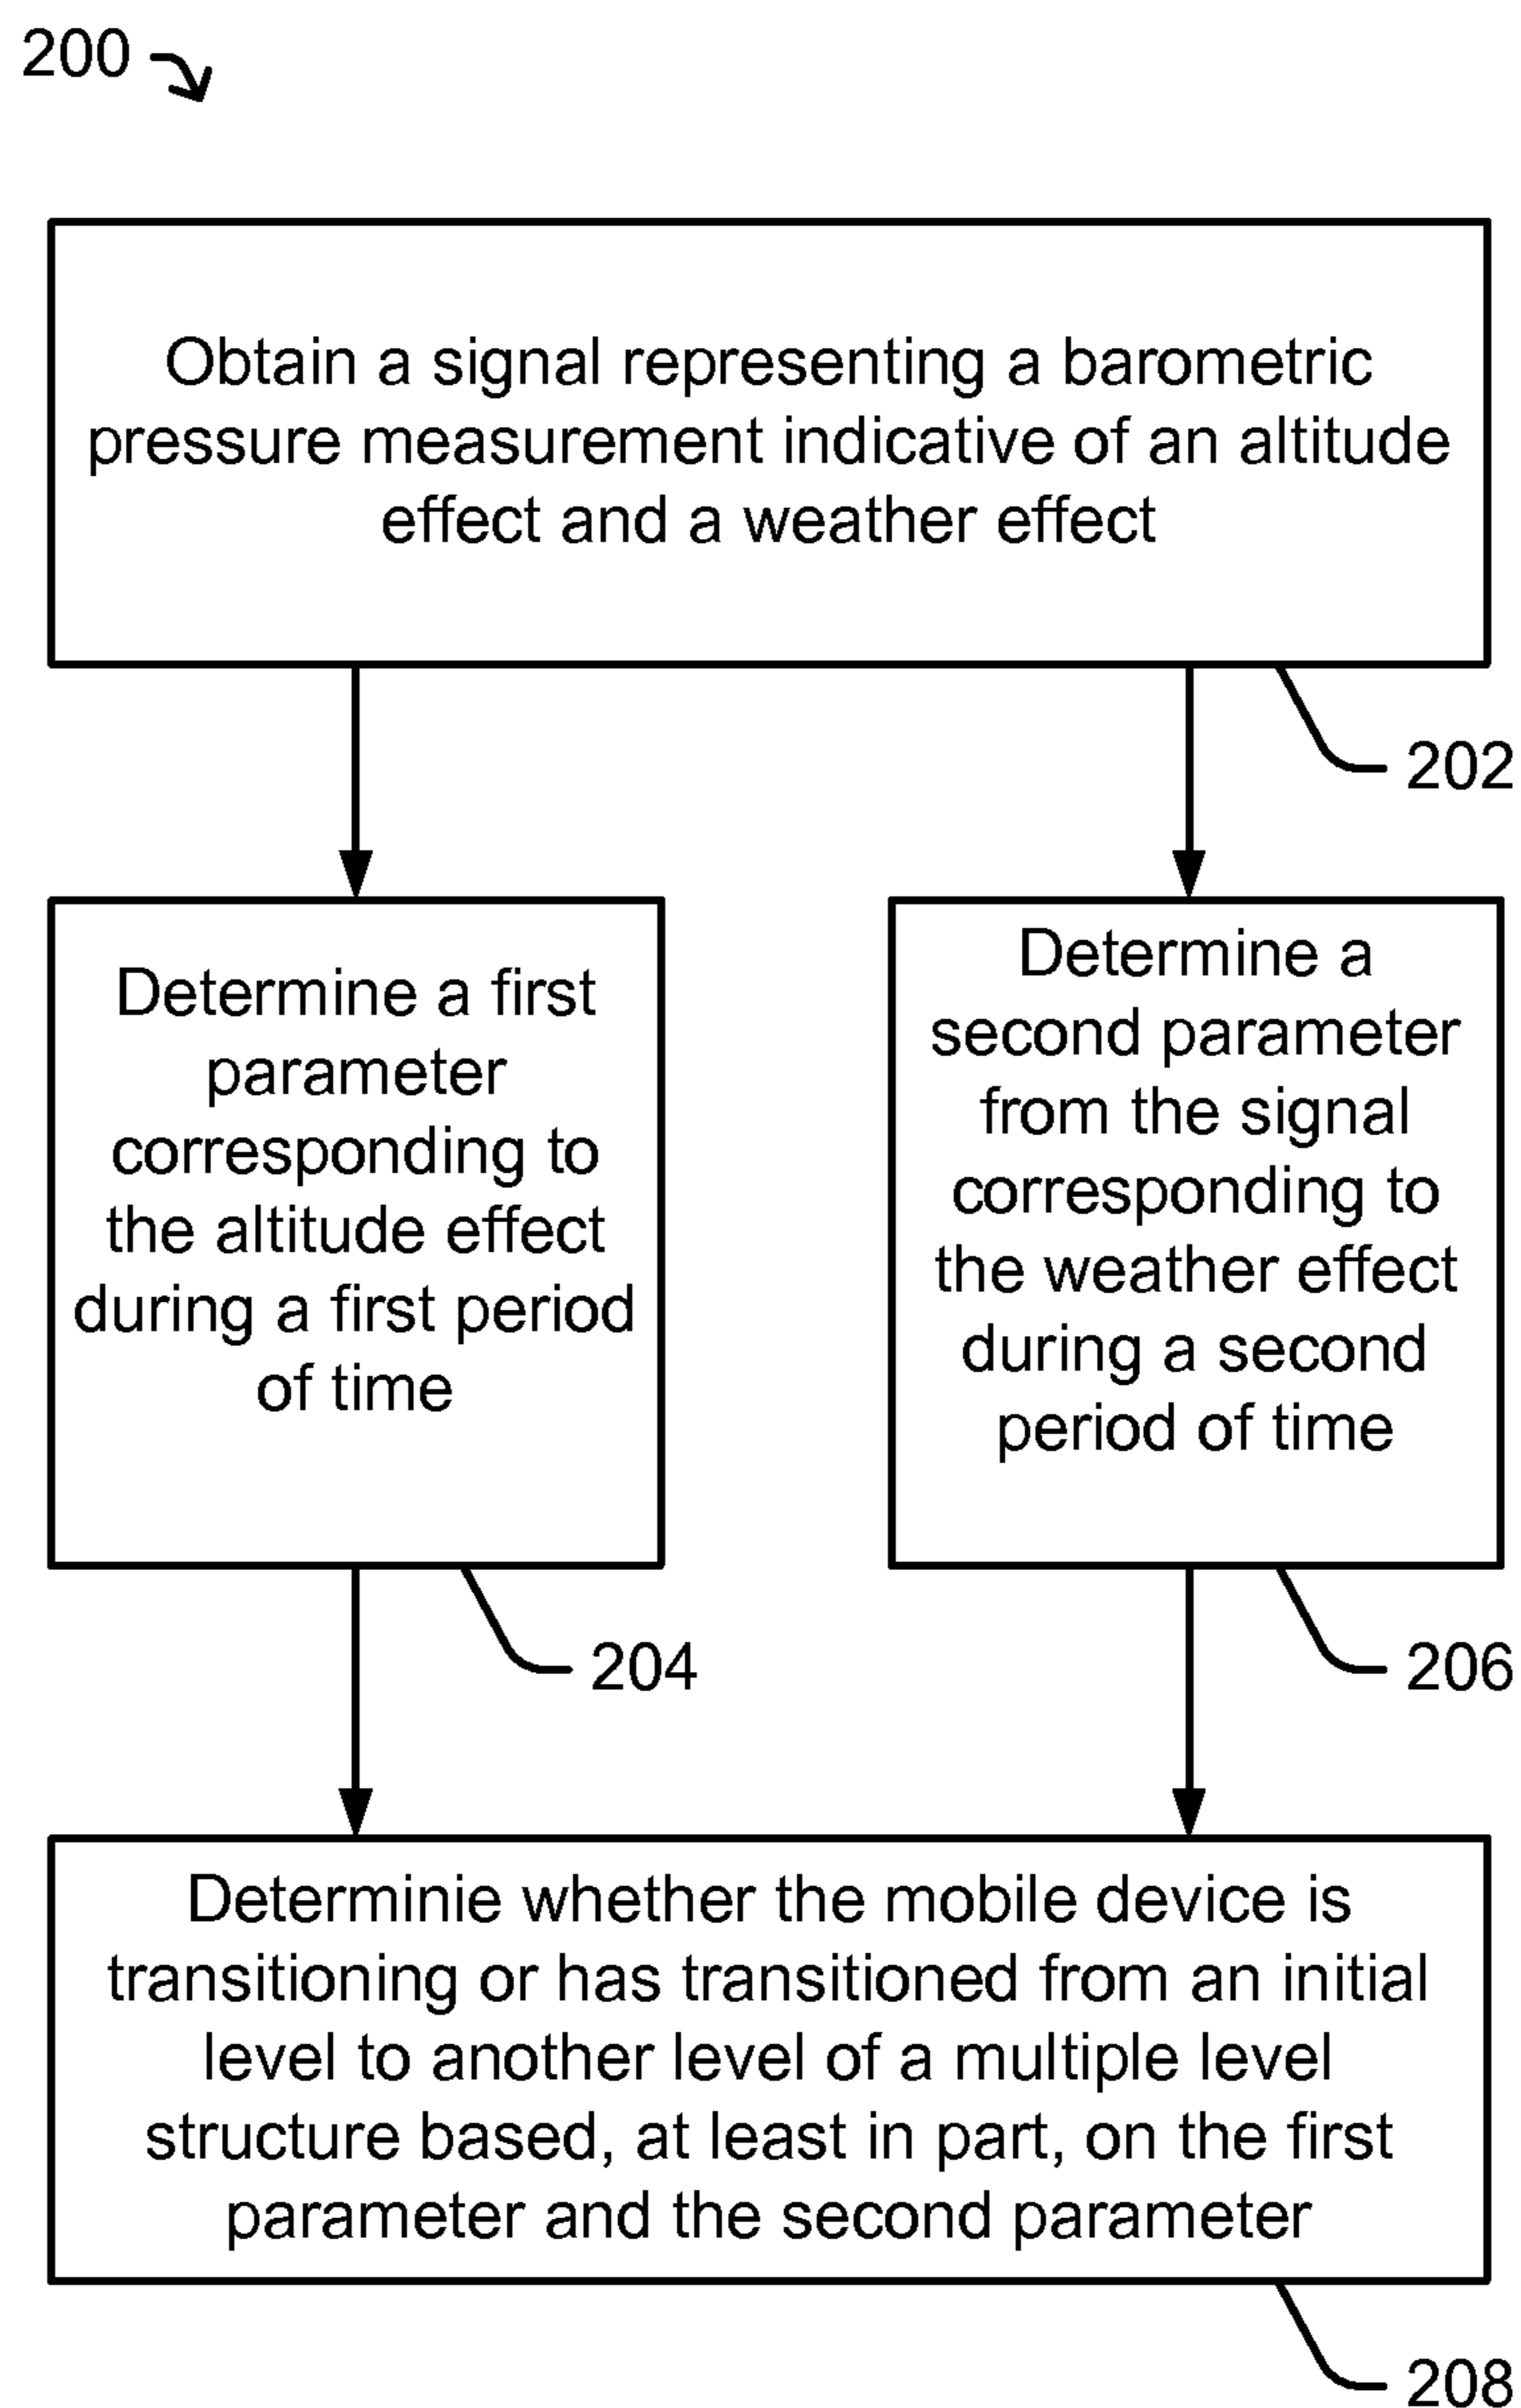 200
Obtain a signal representing a barometric
pressure measurement indicative of an altitude
effect and a weather effect
202
Determine a first
parameter
corresponding to
the altitude effect
during a first period
of time
204
Determine a
second parameter
from the signal
corresponding to
the weather effect
during a second
period of time
206
Determinie whether the mobile device is
transitioning or has transitioned from an initial
level to another level of a multiple level
structure based, at least in part, on the first
parameter and the second parameter
208